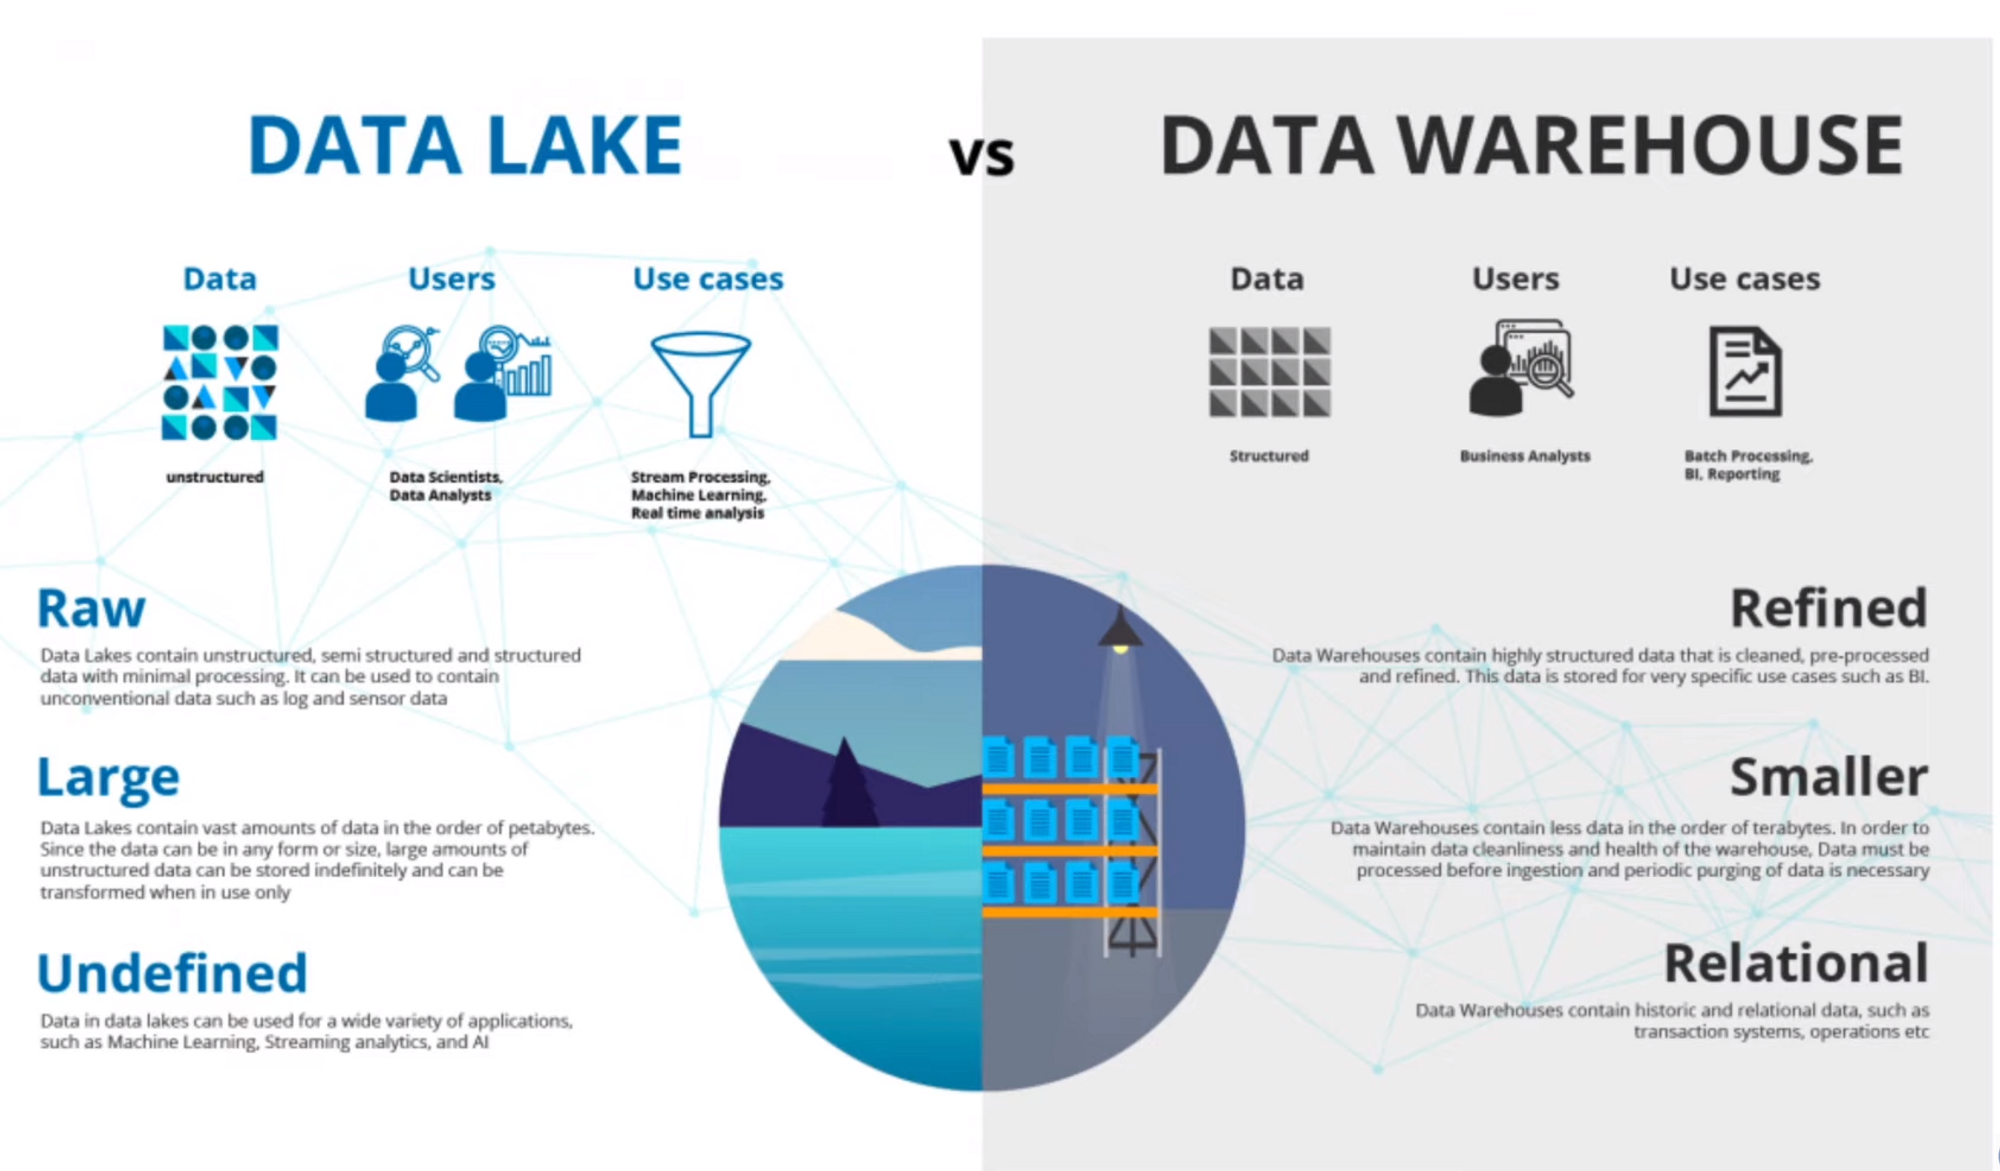 DATA LAKE
vs
DATA WAREHOUSE
Data
Users
Use cases
unstructured
Data Scientists,
Data Analysts
Stream Processing,
Machine Learning,
Real time analysis
Data
Users
Use cases
Structured
Business Analysts
Batch Processing,
BI, Reporting
Raw
Data Lakes contain unstructured, semi structured and structured
data with minimal processing. It can be used to contain
unconventional data such as log and sensor data
Large
Data Lakes contain vast amounts of data in the order of petabytes.
Since the data can be in any form or size, large amounts of
unstructured data can be stored indefinitely and can be
transformed when in use only
Undefined
Data in data lakes can be used for a wide variety of applications,
such as Machine Learning, Streaming analytics, and AI
Refined
Data Warehouses contain highly structured data that is cleaned, pre-processed
and refined. This data is stored for very specific use cases such as BI.
Smaller
Data Warehouses contain less data in the order of terabytes. In order to
maintain data cleanliness and health of the warehouse, Data must be
processed before ingestion and periodic purging of data is necessary
Relational
Data Warehouses contain historic and relational data, such as
transaction systems, operations etc